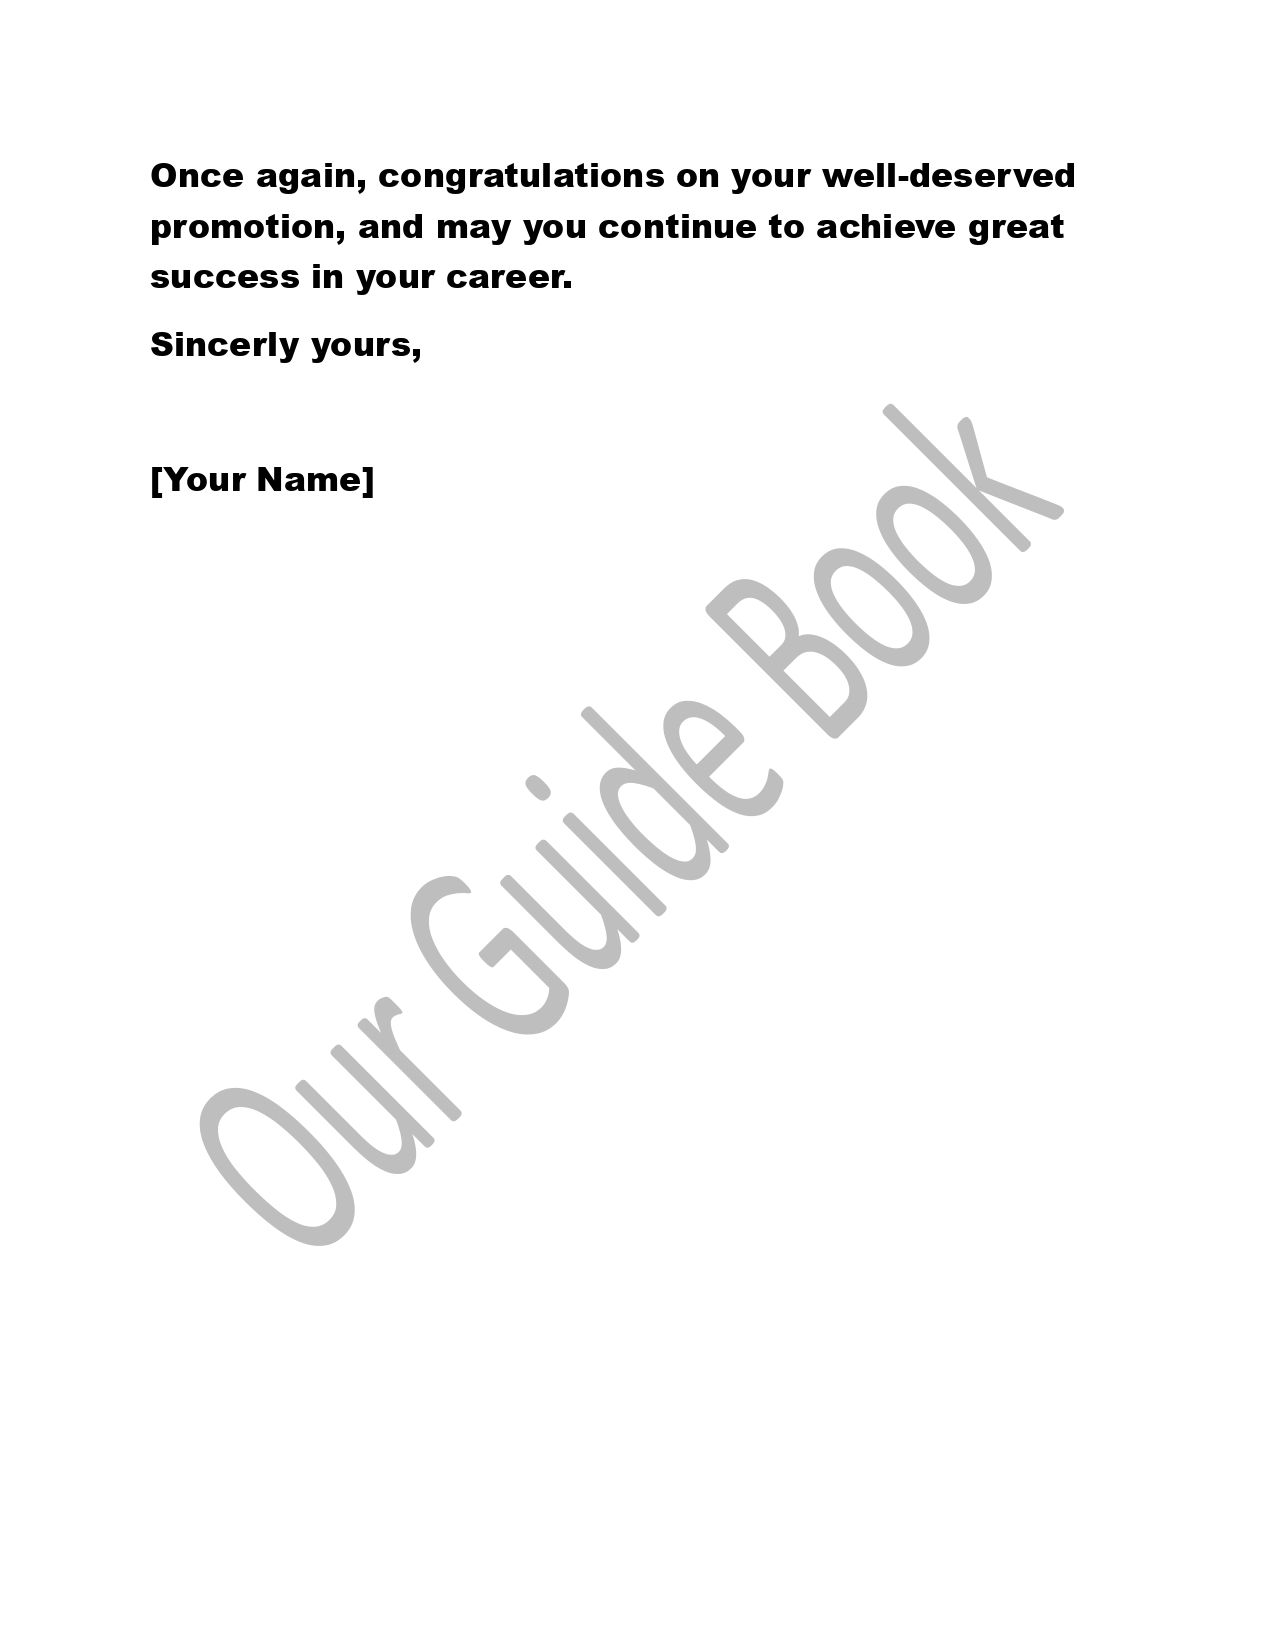 Once again, congratulations on your well-deserved
promotion, and may you continue to achieve great
success in your career.
Sincerly yours,
[Your Name]
Our Guide Book